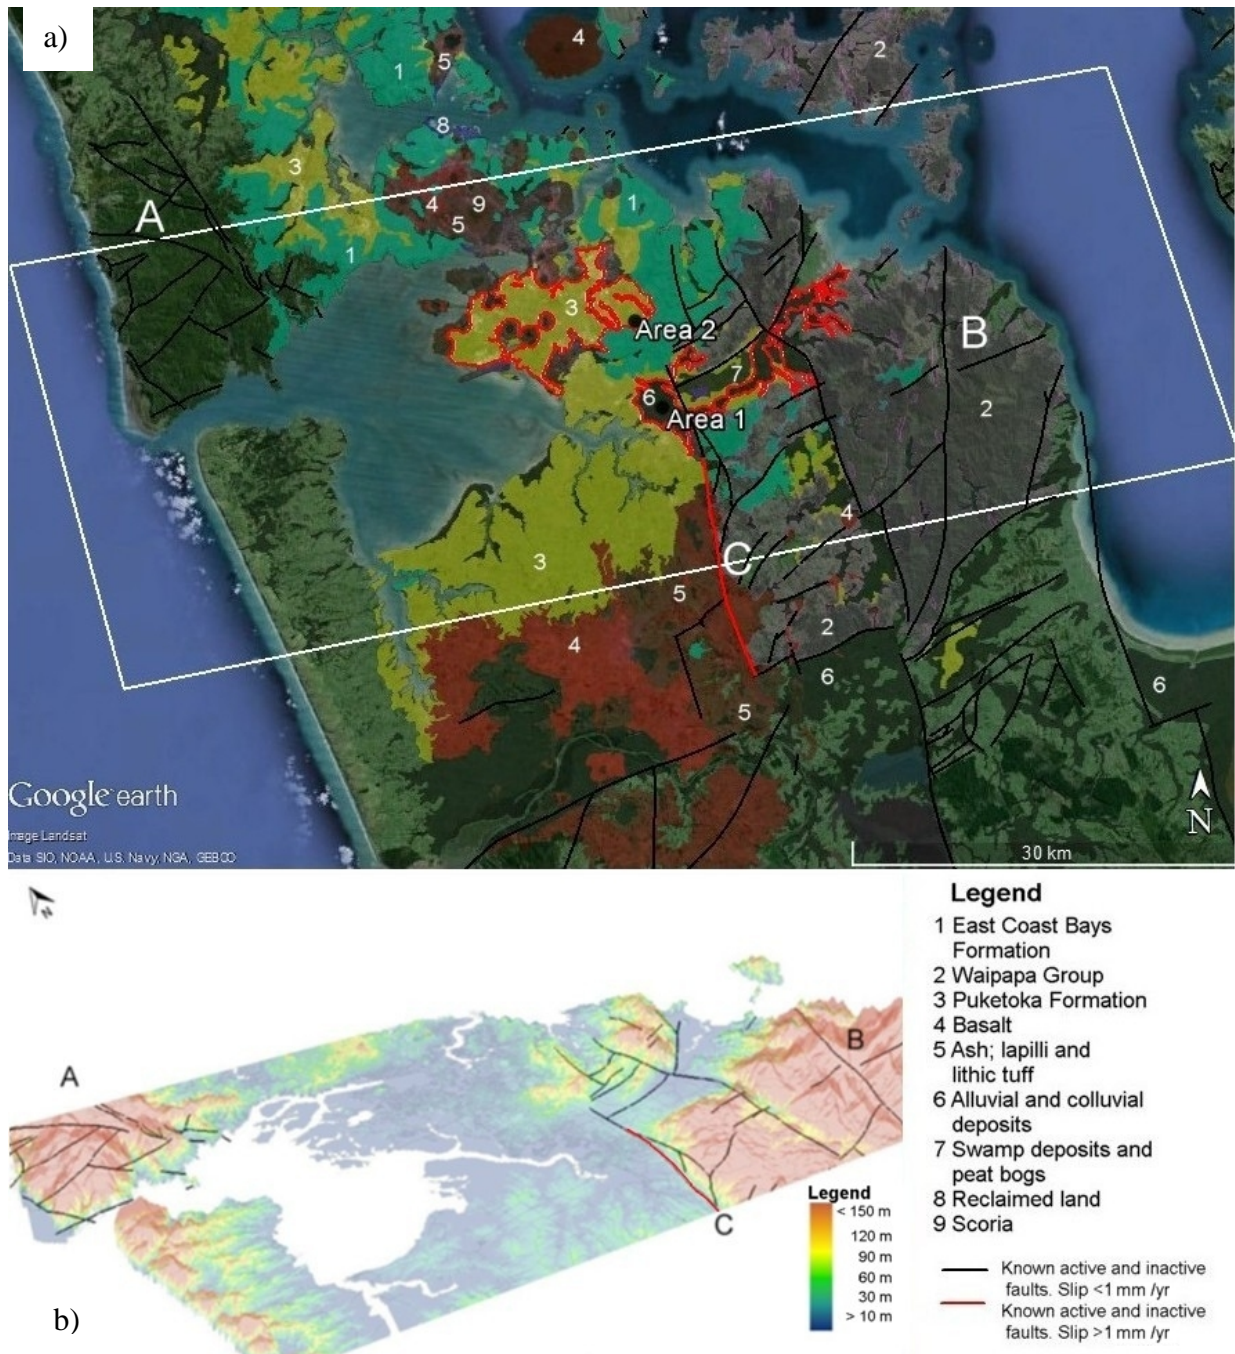 a)
4
2
1
5
8
3
A
4
9
5
1
1
3
Area 2
B
7
6
Area 1
2
4
C
3
5
4
2
6
6
5
Google earth
Image Landsat
Data SIO, NOAA, U.S. Navy, NGA, GEBCO
N
30 km
N
A
B
C
Legend
< 150 m
120 m
90 m
60 m
30 m
> 10 m
b)
Legend
1 East Coast Bays
Formation
2 Waipapa Group
3 Puketoka Formation
4 Basalt
5 Ash; lapilli and
lithic tuff
6 Alluvial and colluvial
deposits
7 Swamp deposits and
peat bogs
8 Reclaimed land
9 Scoria
Known active and inactive
faults. Slip <1 mm /yr
Known active and inactive
faults. Slip >1 mm /yr